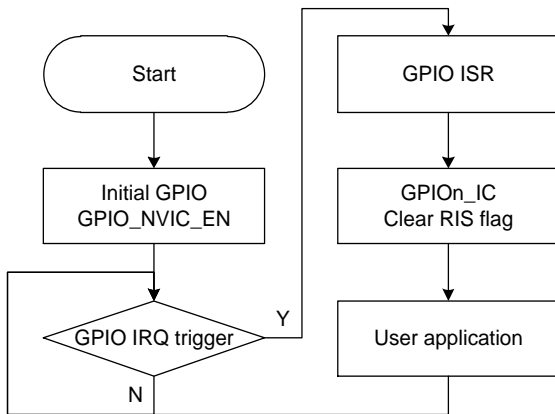 Start
Initial GPIO
GPIO_NVIC_EN
GPIO IRQ trigger
Y
N
GPIO ISR
GPIOn_IC
Clear RIS flag
User application